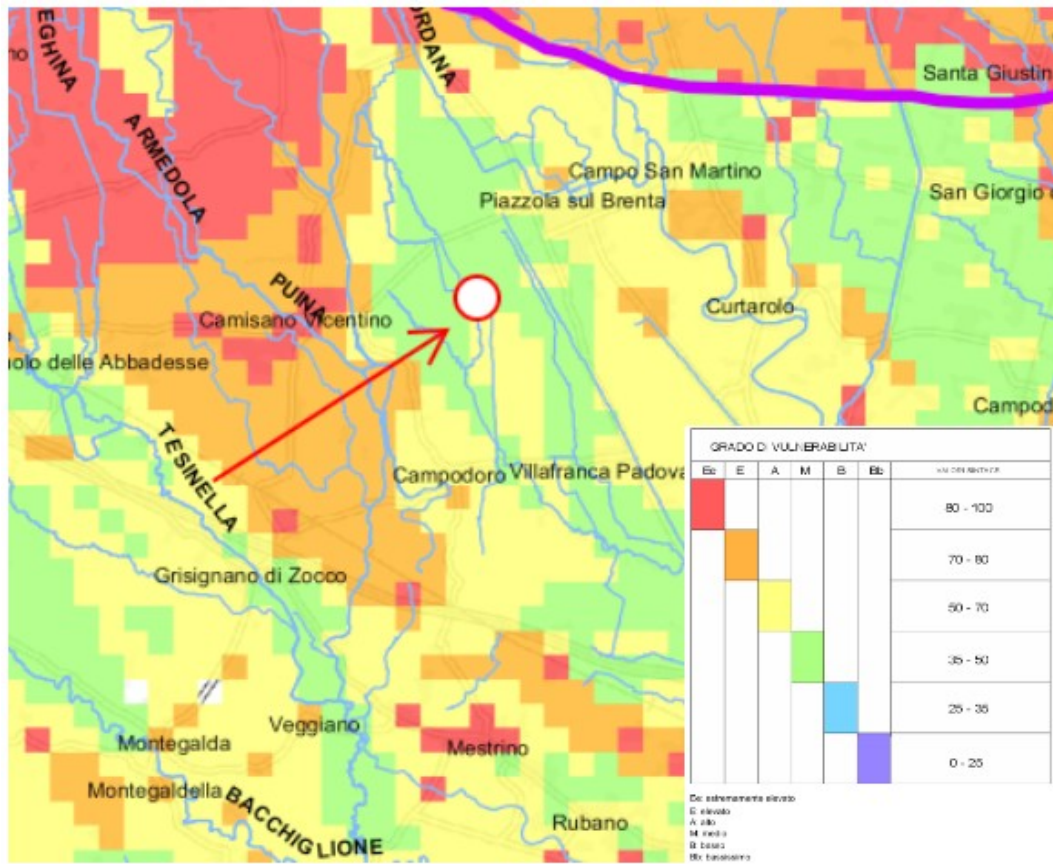 EGHINA
ORDANA
no
Santa Giustin
ARMEDOLA
Campo San Martino
Piazzola sul Brenta
San Giorgio
PUINA
Camisano Vicentino
Curtarolo
olo delle Abbadesse
Campod
TESINELLA
Campodoro
Villafranca Padova
Grisignano di Zocco
Veggiano
Montegalda
Mestrino
Montegaldella
BACCHIGLIONE
Rubano
GRADO DI VULNERABILITA'
Ee E A M B Bb
80 - 100
70 - 80
50 - 70
35 - 50
25 - 35
0 - 25
Ee: estremamente elevato
E: elevato
A: alto
M: medio
B: basso
Bb: bassissimo